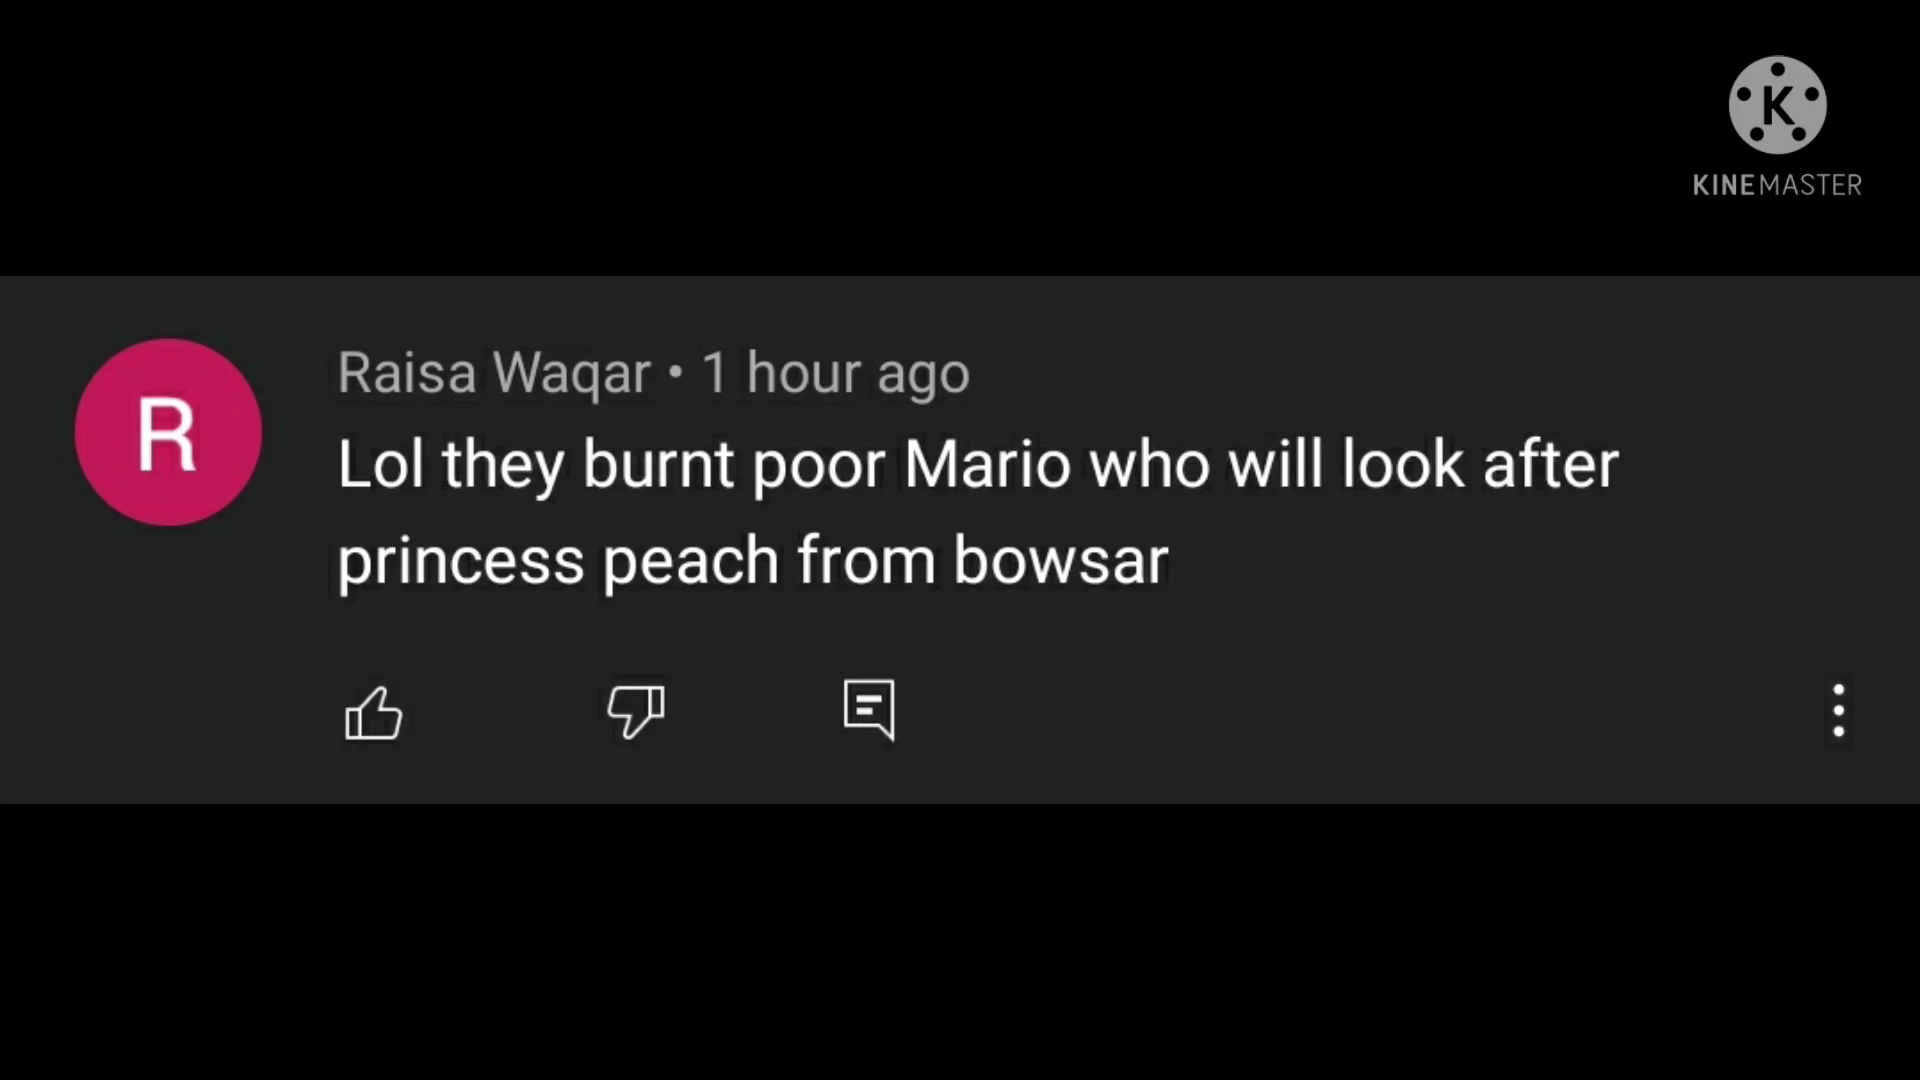 K
KINEMASTER
R
Raisa Waqar • 1 hour ago
Lol they burnt poor Mario who will look after
princess peach from bowsar